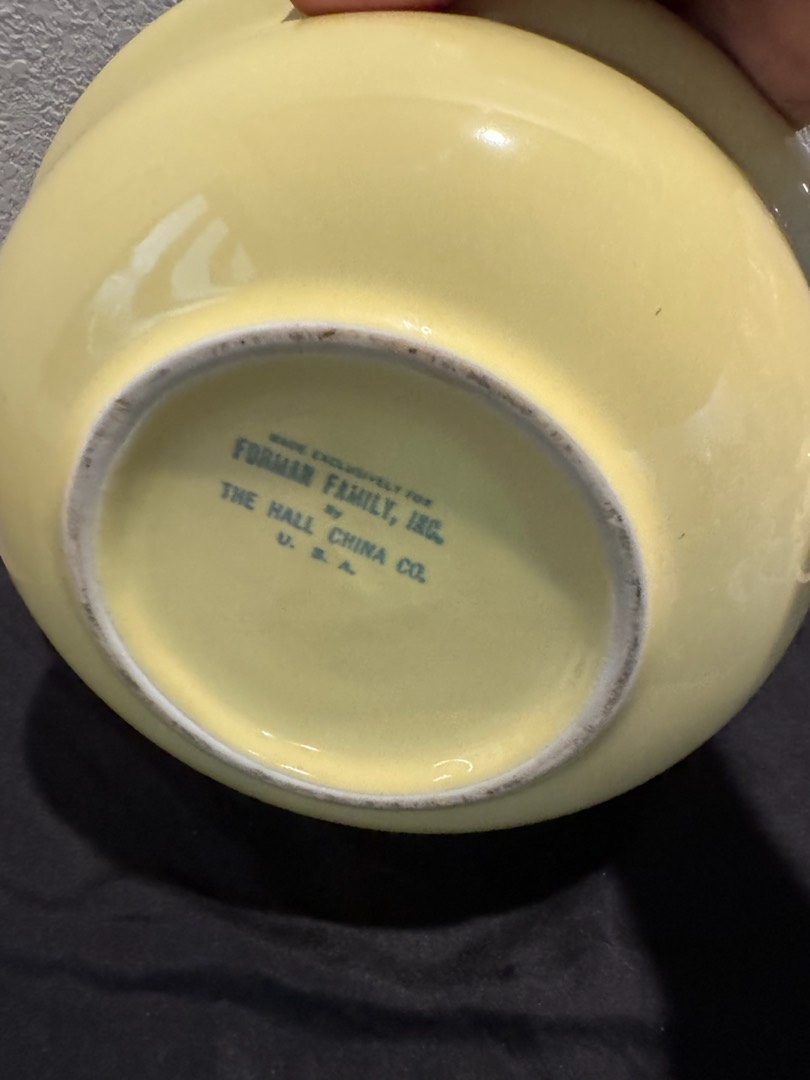 MADE EXCLUSIVELY FOR
FORMAN FAMILY, INC.
By
THE HALL CHINA CO.
U. S. A.